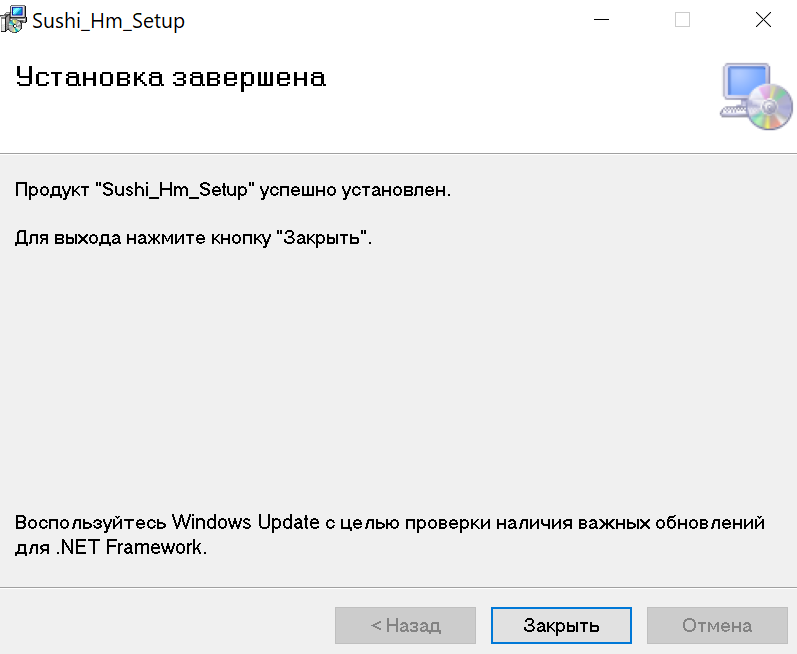 Sushi_Hm_Setup
Установка завершена
Продукт "Sushi_Hm_Setup" успешно установлен.
Для выхода нажмите кнопку "Закрыть".
Воспользуйтесь Windows Update с целью проверки наличия важных обновлений
для .NET Framework.
< Назад
Закрыть
Отмена